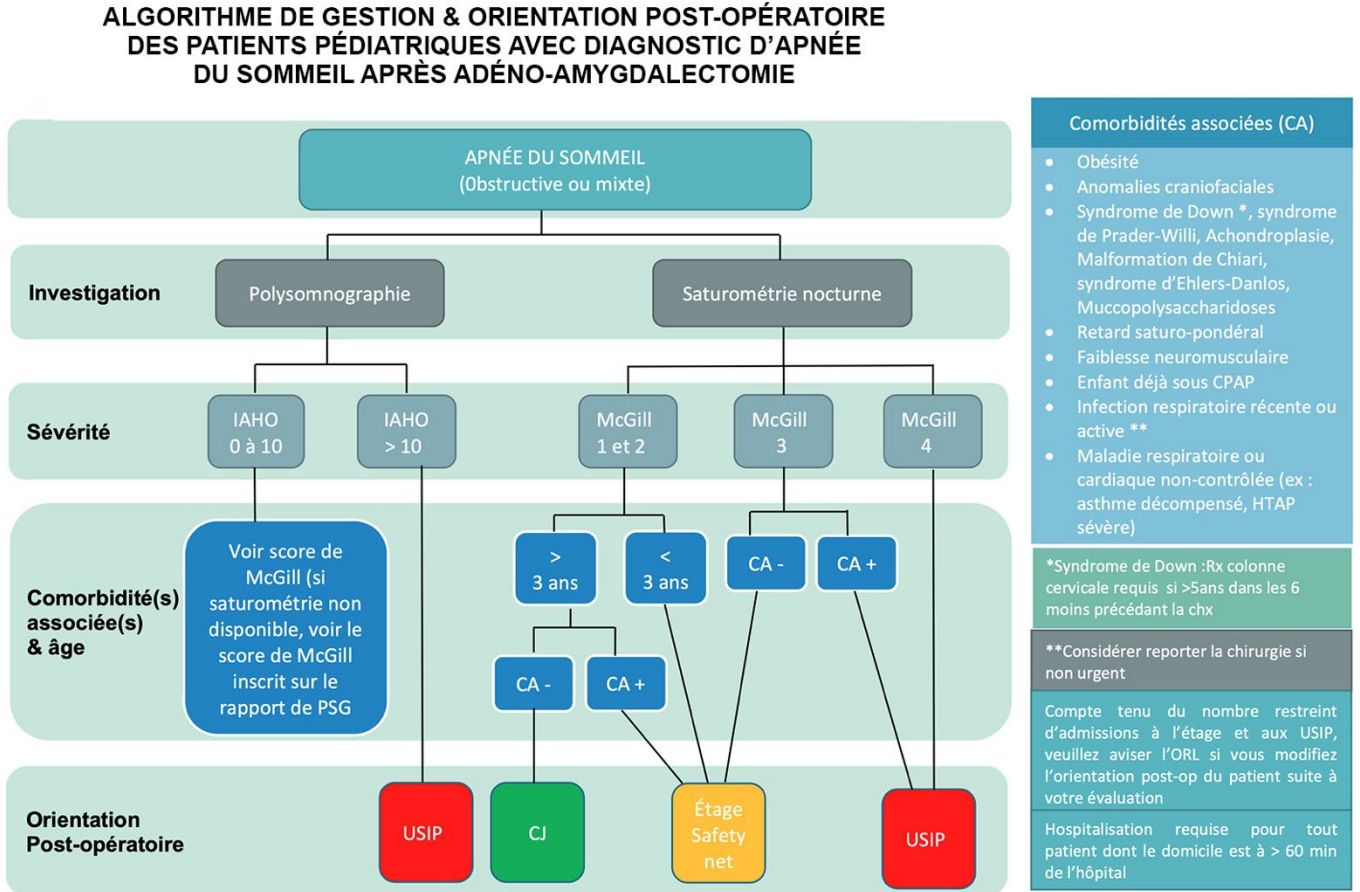 ALGORITHME DE GESTION & ORIENTATION POST-OPÉRATOIRE
DES PATIENTS PÉDIATRIQUES AVEC DIAGNOSTIC D'APNÉE
DU SOMMEIL APRÈS ADÉNO-AMYGDALECTOMIE
APNÉE DU SOMMEIL
(0bstructive ou mixte)
Investigation
Polysomnographie
Saturométrie nocturne
Sévérité
IAHO
0 à 10
IAHO
> 10
McGill
1 et 2
McGill
3
McGill
4
Comorbidité(s)
associée(s)
& âge
Voir score de
McGill (si
saturométrie non
disponible, voir le
score de McGill
inscrit sur le
rapport de PSG
>
3 ans
<
3 ans
CA -
CA +
CA -
CA +
Orientation
Post-opératoire
USIP
CJ
Étage
Safety
net
USIP
Comorbidités associées (CA)
• Obésité
• Anomalies craniofaciales
• Syndrome de Down *, syndrome
de Prader-Willi, Achondroplasie,
Malformation de Chiari,
syndrome d'Ehlers-Danlos,
Muccopolysaccharidoses
• Retard saturo-pondéral
• Faiblesse neuromusculaire
• Enfant déjà sous CPAP
• Infection respiratoire récente ou
active **
• Maladie respiratoire ou
cardiaque non-contrôlée (ex :
asthme décompensé, HTAP
sévère)
*Syndrome de Down :Rx colonne
cervicale requis si >5ans dans les 6
moins précédant la chx
**Considérer reporter la chirurgie si
non urgent
Compte tenu du nombre restreint
d'admissions à l'étage et aux USIP,
veuillez aviser l'ORL si vous modifiez
l'orientation post-op du patient suite à
votre évaluation
Hospitalisation requise pour tout
patient dont le domicile est à > 60 min
de l'hôpital